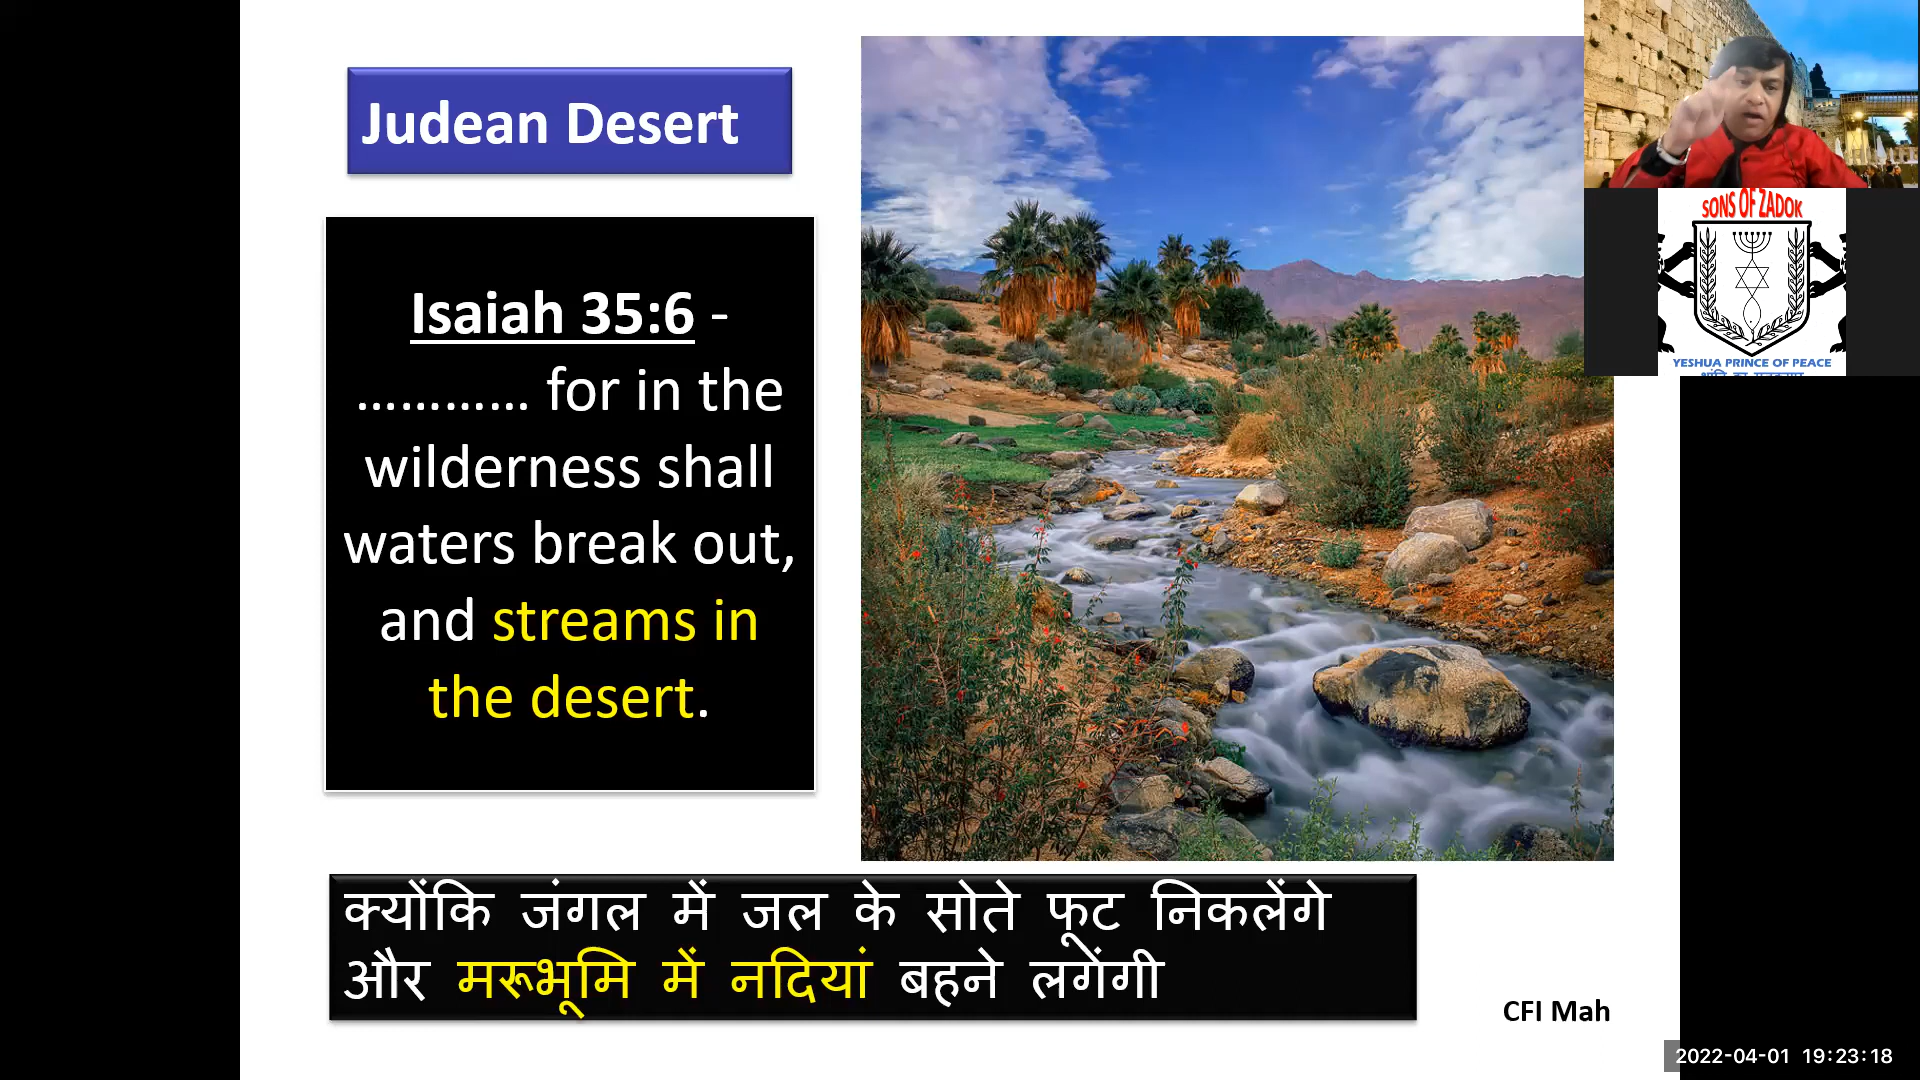 Judean Desert
Isaiah 35:6 -
............ for in the
wilderness shall
waters break out,
and streams in
the desert.
क्योंकि जंगल में जल के सोते फूट निकलेंगे
और मरूभूमि में नदियां बहने लगेंगी
CFI Mah
SONS OF ZADOK
YESHUA PRINCE OF PEACE
2022-04-01 19:23:18